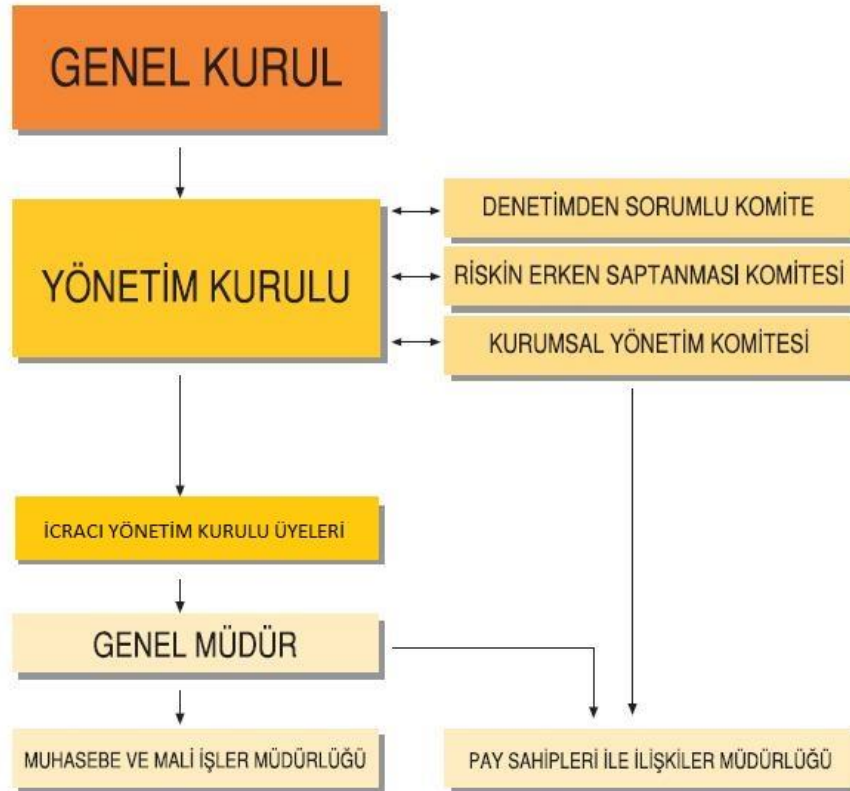 GENEL KURUL
YÖNETİM KURULU
DENETİMDEN SORUMLU KOMİTE
RİSKİN ERKEN SAPTANMASI KOMİTESİ
KURUMSAL YÖNETİM KOMİTESİ
İCRACI YÖNETİM KURULU ÜYELERİ
GENEL MÜDÜR
MUHASEBE VE MALİ İŞLER MÜDÜRLÜĞÜ
PAY SAHİPLERİ İLE İLİŞKİLER MÜDÜRLÜĞÜ